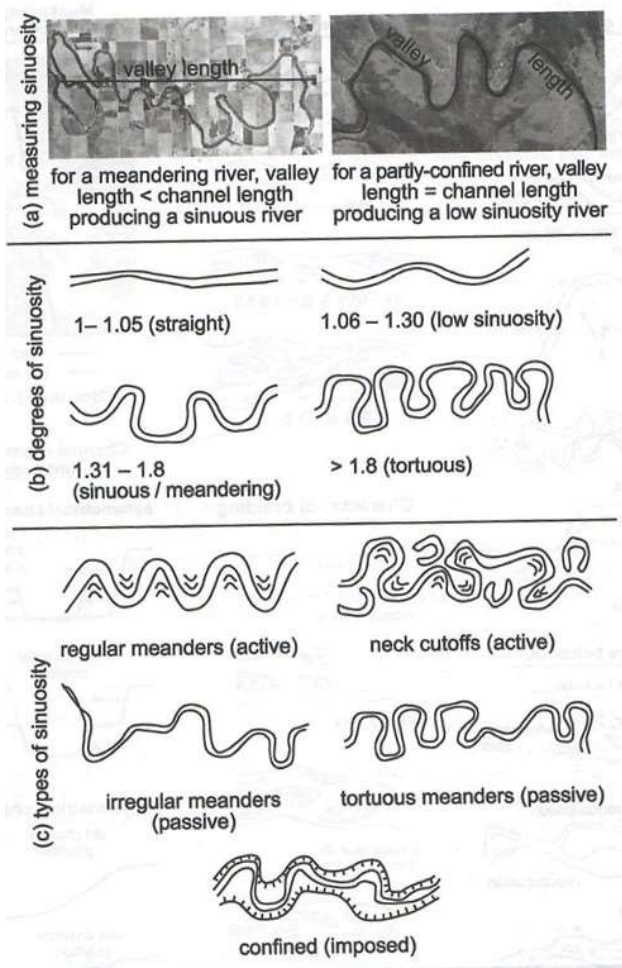 (a) measuring sinuosity
valley length
valley
length
for a meandering river, valley
length < channel length
producing a sinuous river
for a partly-confined river, valley
length = channel length
producing a low sinuosity river
(b) degrees of sinuosity
1– 1.05 (straight)
1.06 – 1.30 (low sinuosity)
1.31 – 1.8
(sinuous / meandering)
> 1.8 (tortuous)
(c) types of sinuosity
regular meanders (active)
neck cutoffs (active)
irregular meanders
(passive)
tortuous meanders (passive)
confined (imposed)